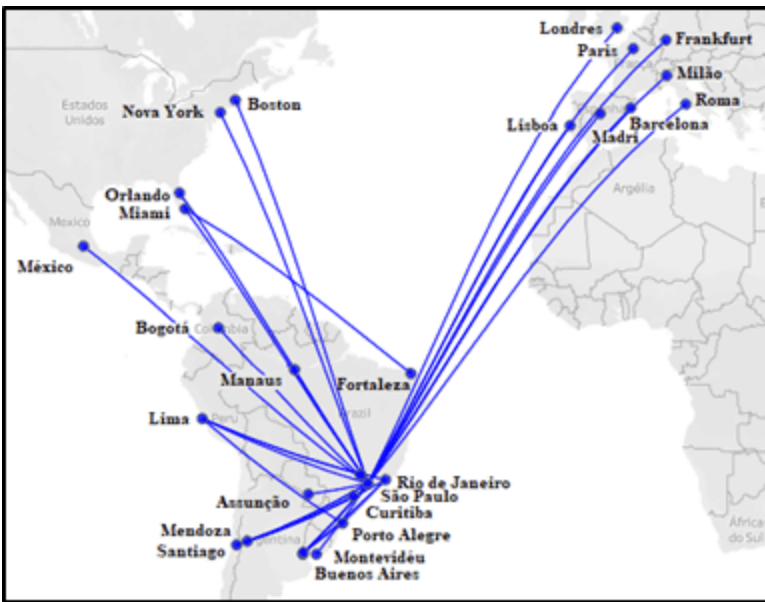 Londres
Paris
Frankfurt
Milão
Roma
Lisboa
Madri
Barcelona
Estados
Unidos
Nova York
Boston
Argélia
Orlando
Miami
Mexico
México
Bogotá
Manaus
Fortaleza
Brazil
Lima
Peru
Assunção
Rio de Janeiro
São Paulo
Curitiba
Porto Alegre
Mendoza
Santiago
Montevidéu
Buenos Aires
África
do Sul